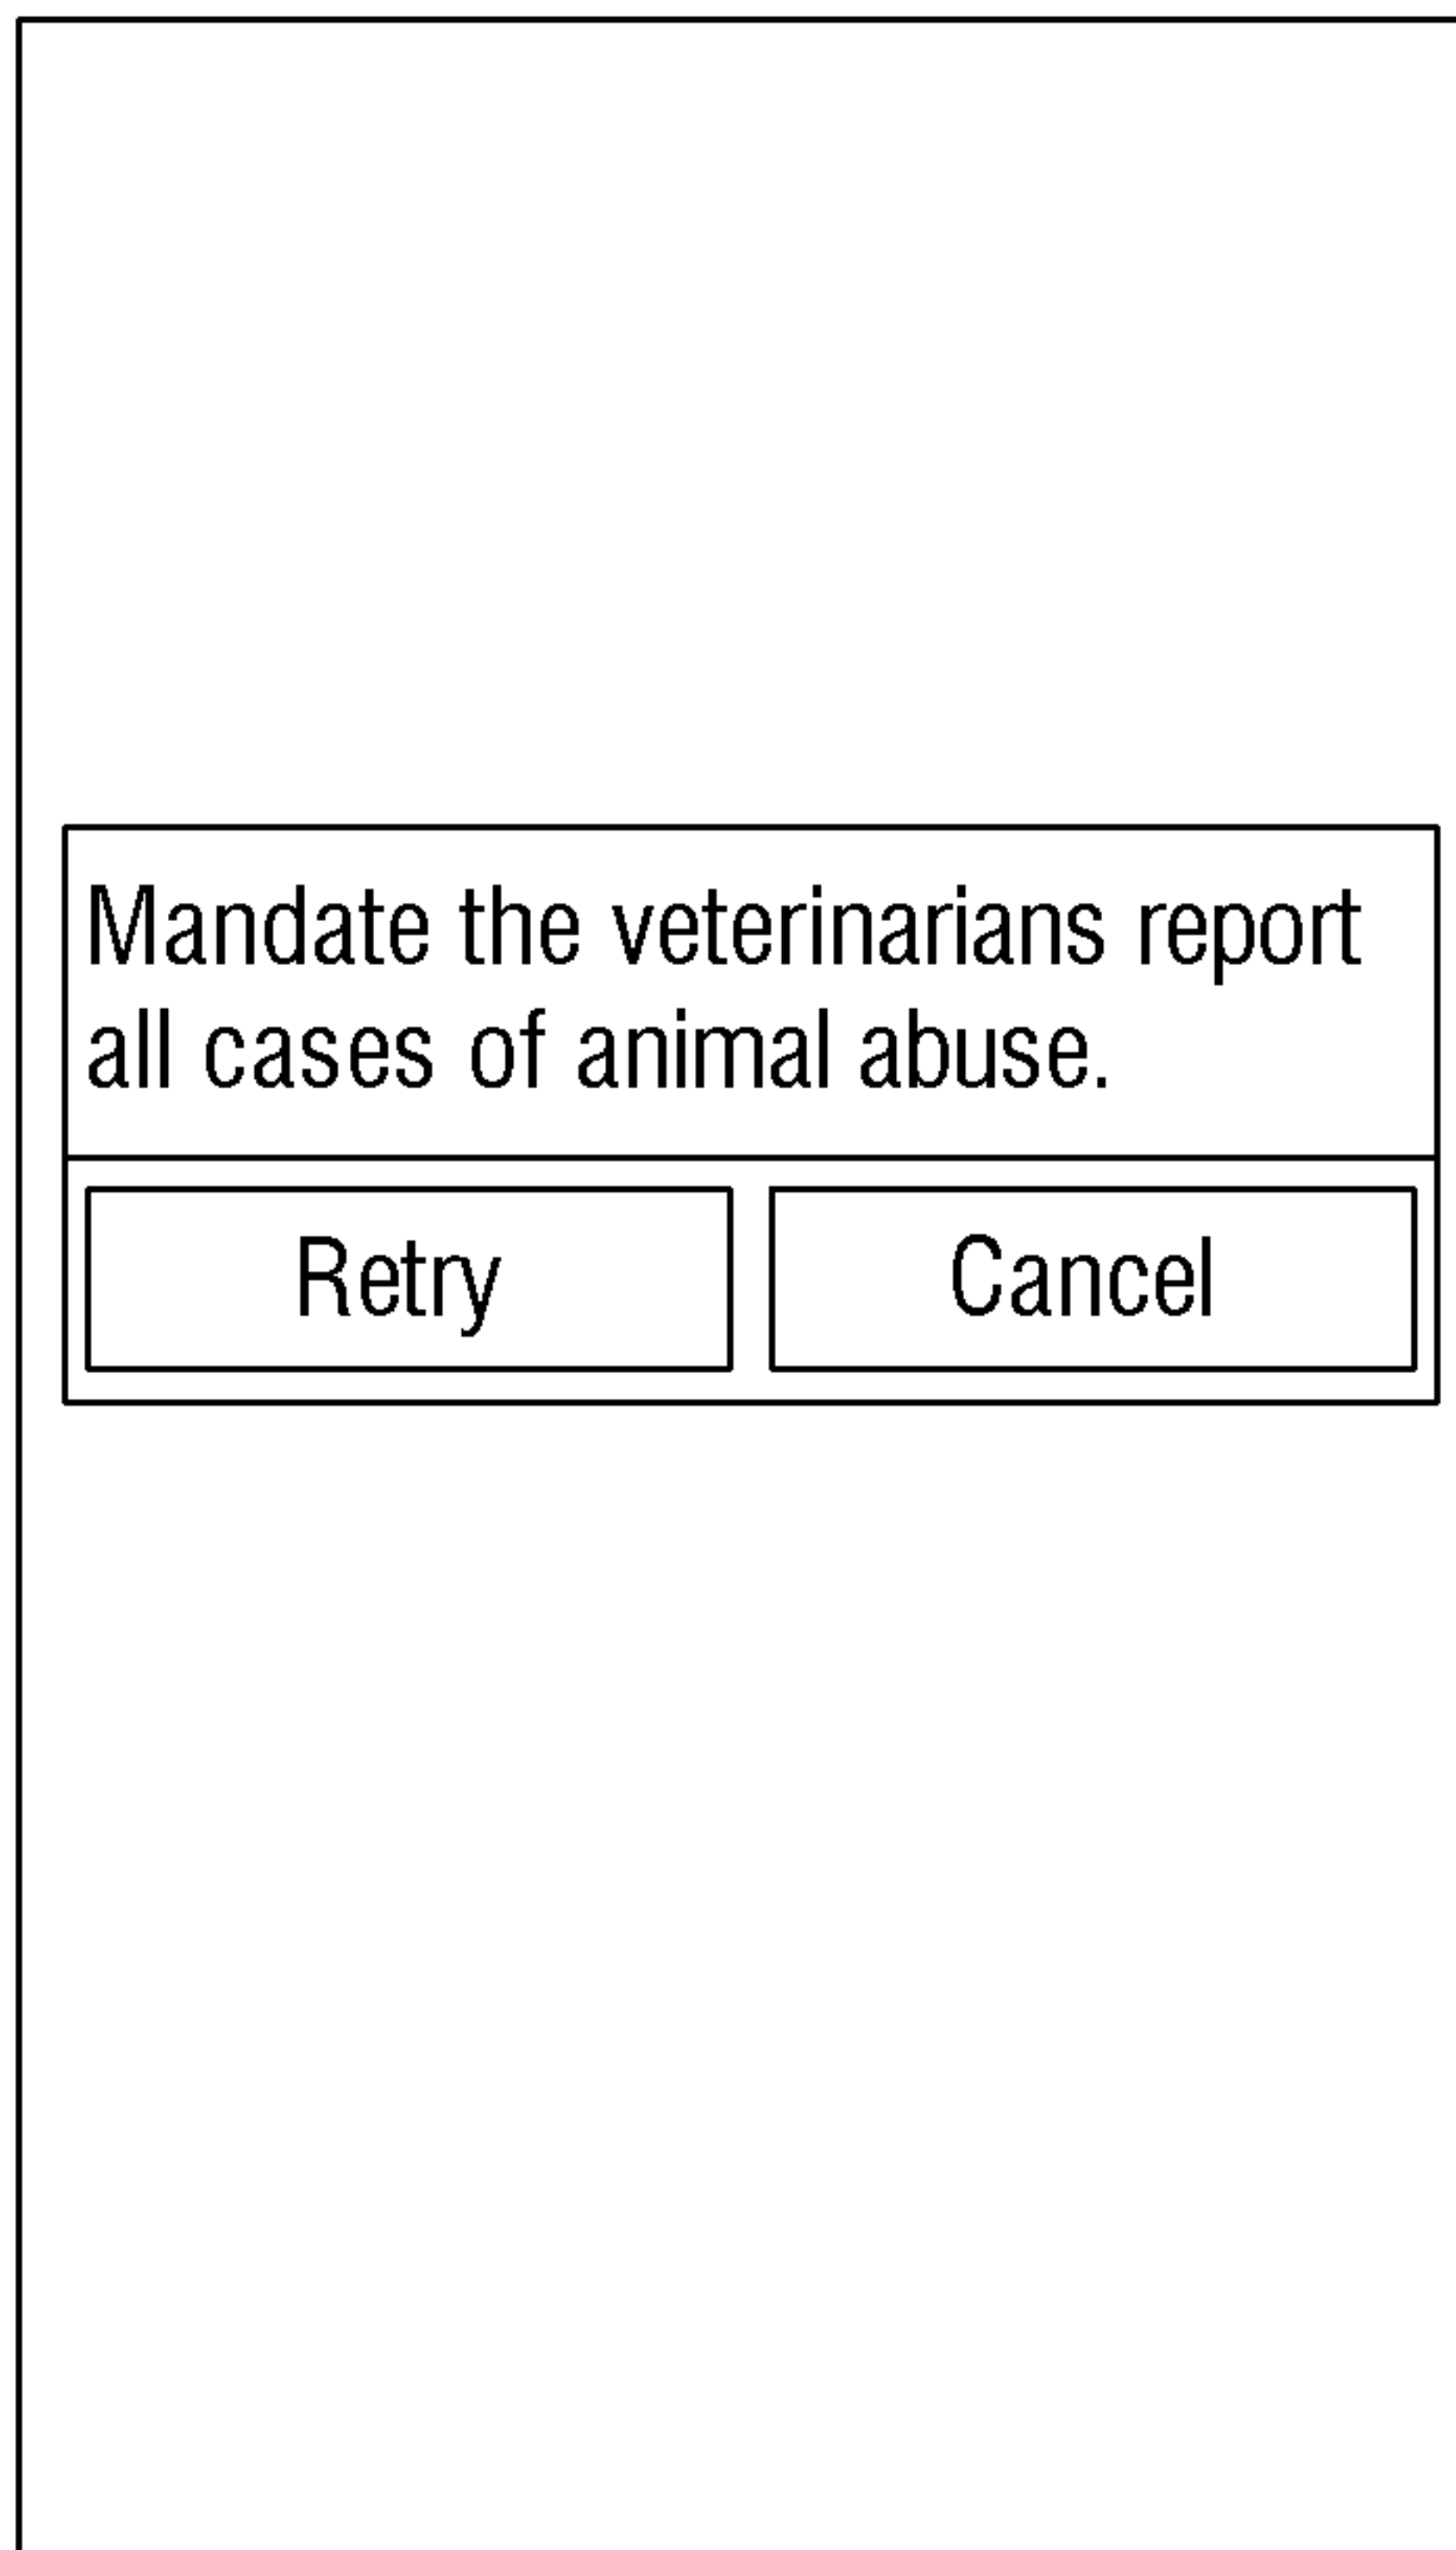 Mandate the veterinarians report
all cases of animal abuse.
Retry
Cancel